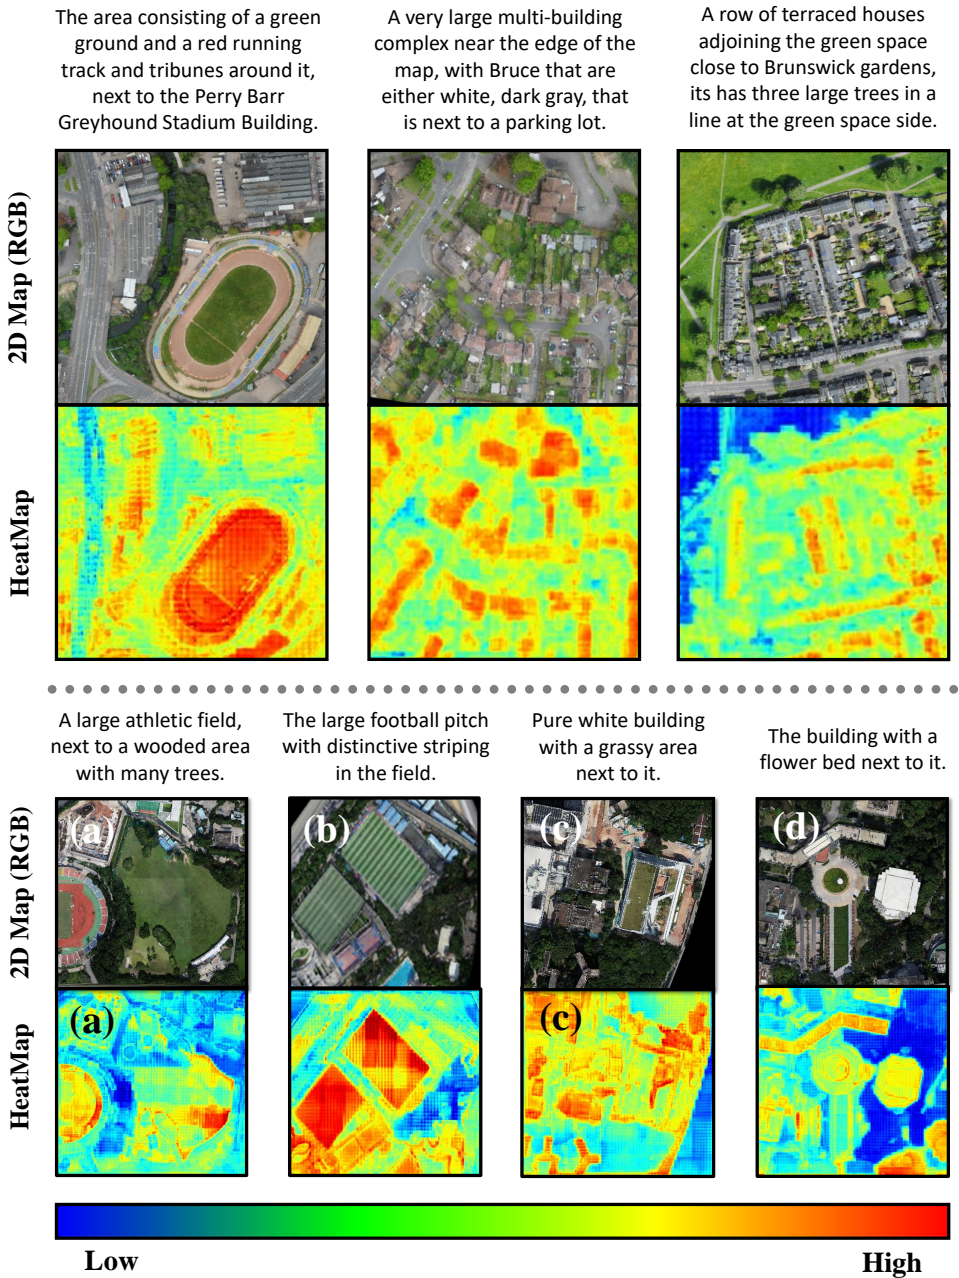 The area consisting of a green
ground and a red running
track and tribunes around it,
next to the Perry Barr
Greyhound Stadium Building.
A very large multi-building
complex near the edge of the
map, with Bruce that are
either white, dark gray, that
is next to a parking lot.
A row of terraced houses
adjoining the green space
close to Brunswick gardens,
its has three large trees in a
line at the green space side.
2D Map (RGB)
HeatMap
A large athletic field,
next to a wooded area
with many trees.
The large football pitch
with distinctive striping
in the field.
Pure white building
with a grassy area
next to it.
The building with a
flower bed next to it.
2D Map (RGB)
(a)
(b)
(c)
(d)
HeatMap
(a)
(c)
Low
High